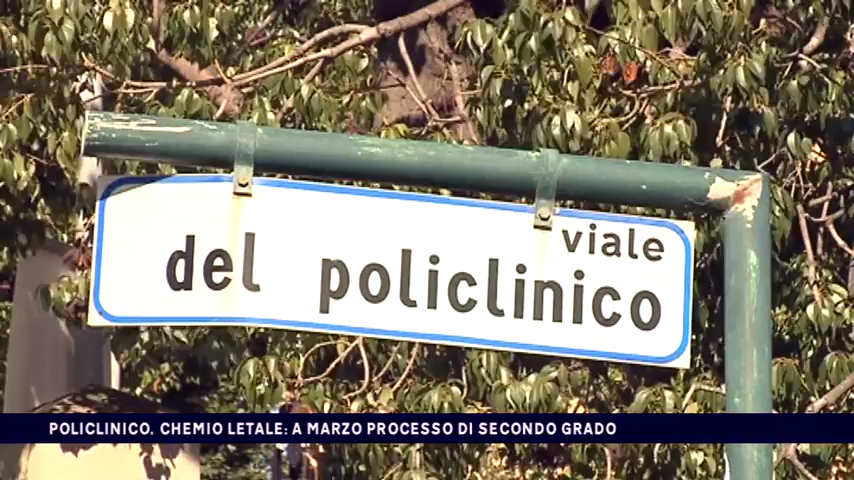 viale
del policlinico
POLICLINICO. CHEMIO LETALE: A MARZO PROCESSO DI SECONDO GRADO